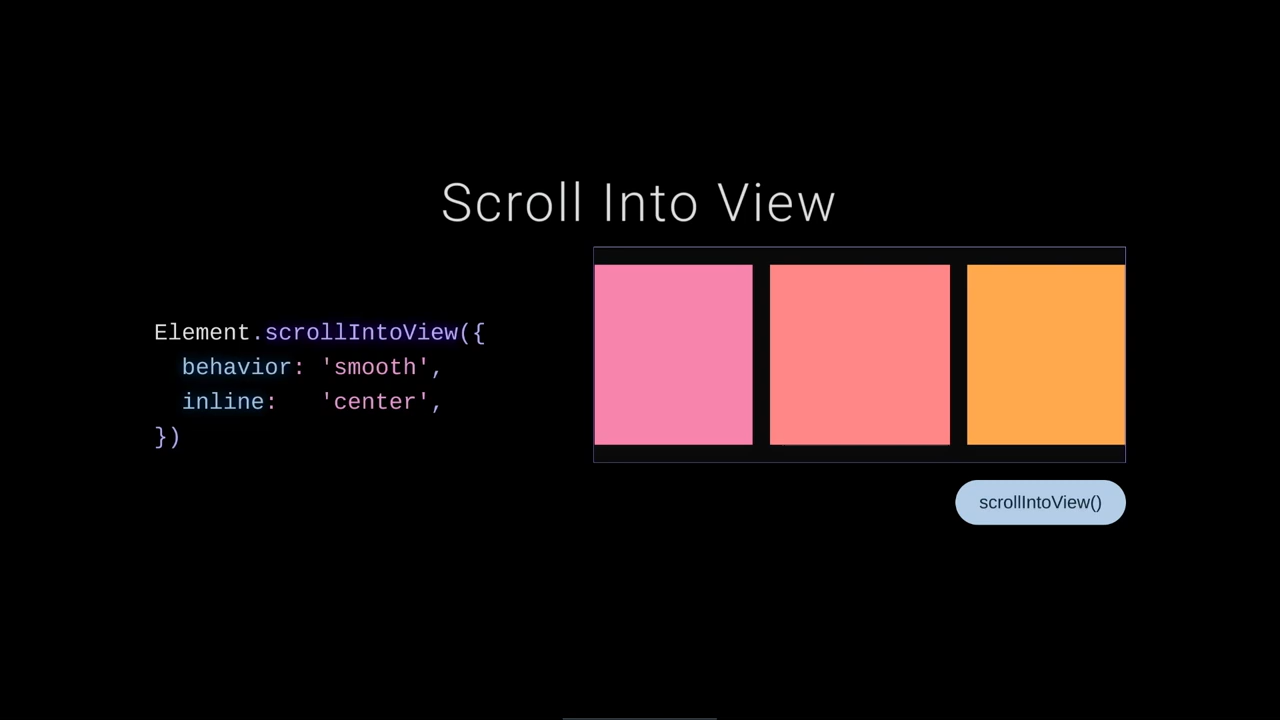 Scroll Into View
Element.scrollIntoView({
  behavior: 'smooth',
  inline:   'center',
})
scrollIntoView()